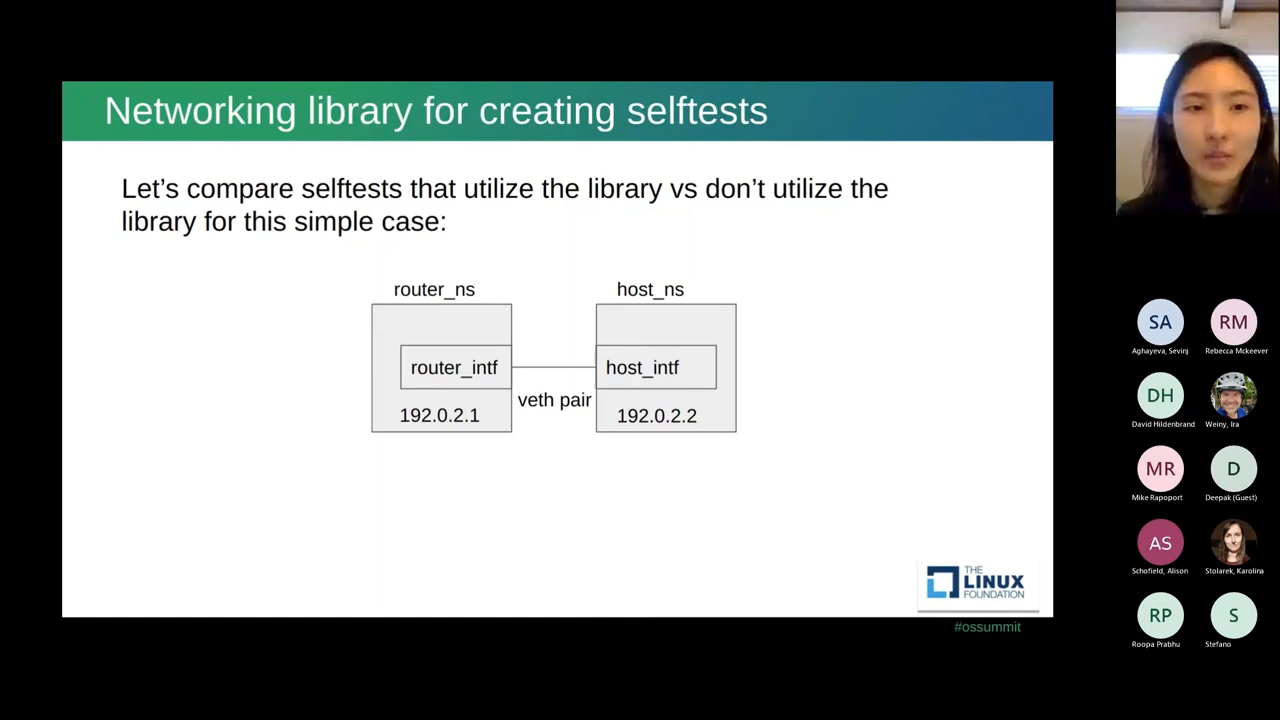 Networking library for creating selftests
Let’s compare selftests that utilize the library vs don’t utilize the
library for this simple case:
router_ns
host_ns
router_intf
host_intf
veth pair
192.0.2.1
192.0.2.2
THE
LINUX
FOUNDATION
#ossummit
SA
RM
Aghayeva, Sevinj
Rebecca Mckeever
DH
David Hildenbrand
Weiny, Ira
MR
D
Mike Rapoport
Deepak (Guest)
AS
Schofield, Alison
Stolarek, Karolina
RP
S
Roopa Prabhu
Stefano